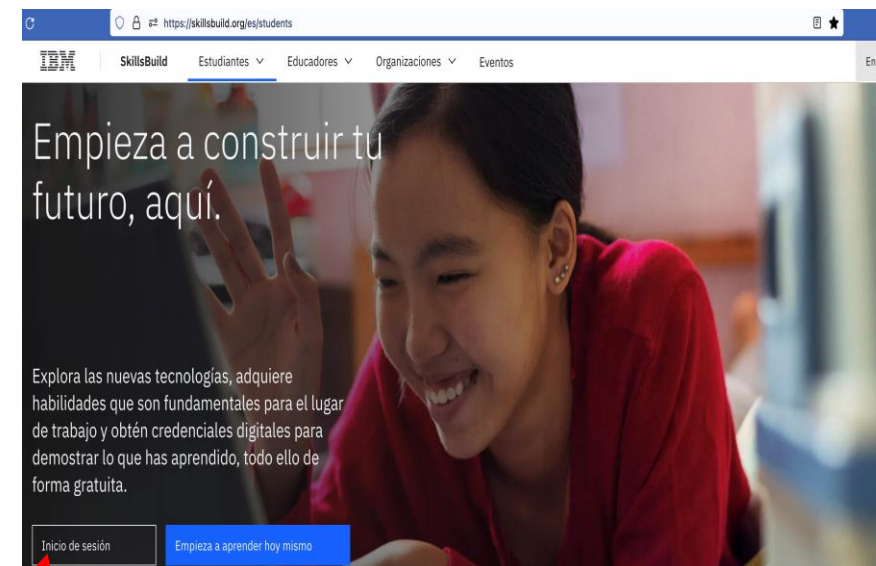 https://skillsbuild.org/es/students
IBM SkillsBuild Estudiantes Educadores Organizaciones Eventos
Empieza a construir tu
futuro, aquí.
Explora las nuevas tecnologías, adquiere
habilidades que son fundamentales para el lugar
de trabajo y obtén credenciales digitales para
demostrar lo que has aprendido, todo ello de
forma gratuita.
Inicio de sesión Empieza a aprender hoy mismo